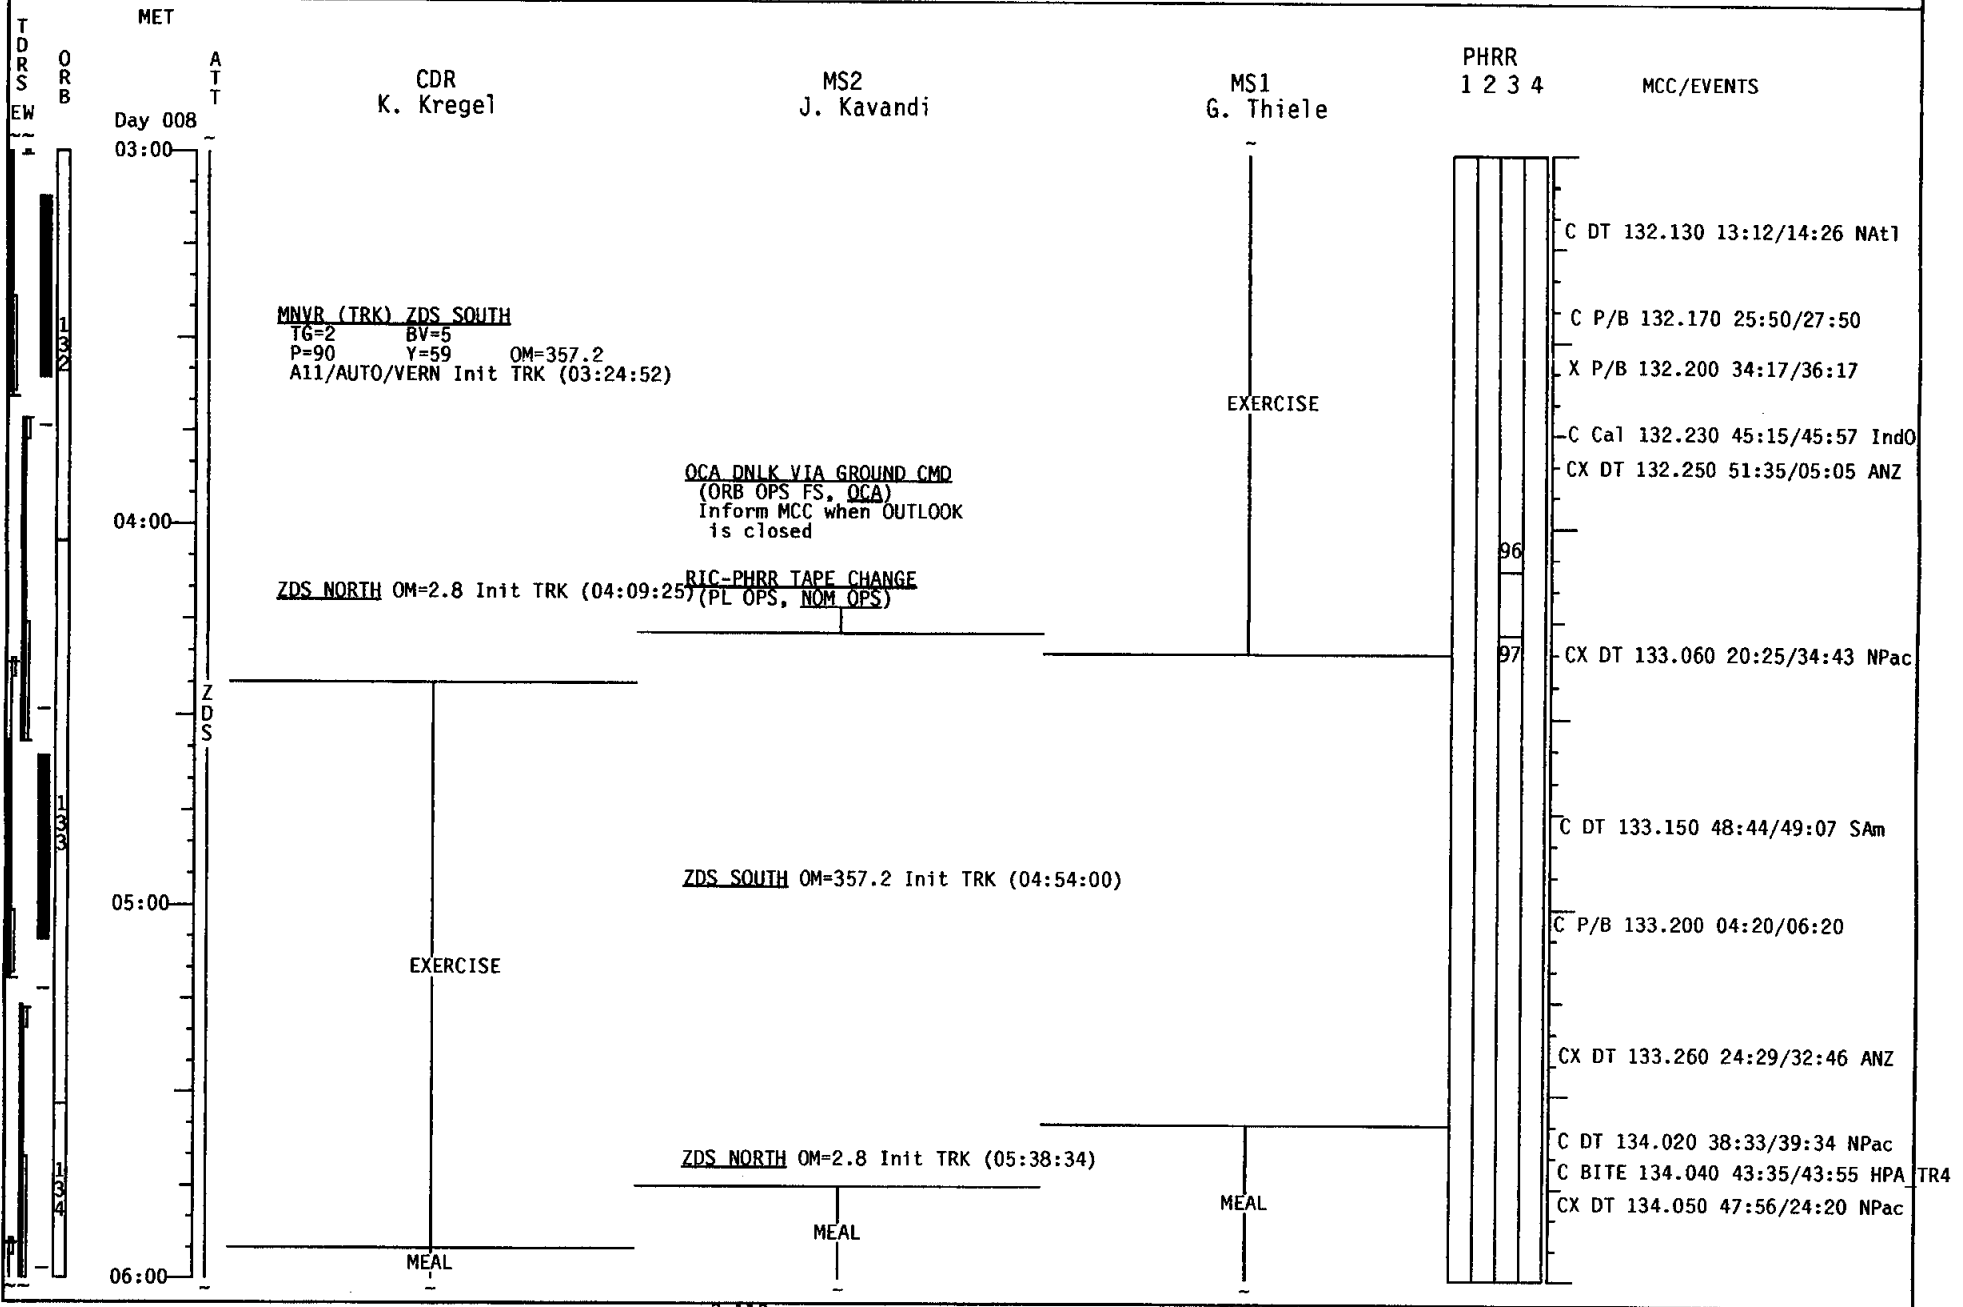 MET
TDRS
EW
ORB
ATT
CDR
K. Kregel
MS2
J. Kavandi
MS1
G. Thiele
PHRR
1 2 3 4
MCC/EVENTS
Day 008
03:00
C DT 132.130 13:12/14:26 NAtl
MNVR (TRK) ZDS SOUTH
TG=2 BV=5
P=90 Y=59 OM=357.2
A11/AUTO/VERN Init TRK (03:24:52)
132
C P/B 132.170 25:50/27:50
X P/B 132.200 34:17/36:17
EXERCISE
C Cal 132.230 45:15/45:57 IndO
CX DT 132.250 51:35/05:05 ANZ
OCA DNLK VIA GROUND CMD
(ORB OPS FS, OCA)
Inform MCC when OUTLOOK
is closed
04:00
96
ZDS NORTH OM=2.8 Init TRK (04:09:25)
RIC-PHRR TAPE CHANGE
(PL OPS, NOM OPS)
97
CX DT 133.060 20:25/34:43 NPac
ZDS
133
C DT 133.150 48:44/49:07 SAm
ZDS SOUTH OM=357.2 Init TRK (04:54:00)
05:00
C P/B 133.200 04:20/06:20
EXERCISE
CX DT 133.260 24:29/32:46 ANZ
ZDS NORTH OM=2.8 Init TRK (05:38:34)
C DT 134.020 38:33/39:34 NPac
134
C BITE 134.040 43:35/43:55 HPA_TR4
CX DT 134.050 47:56/24:20 NPac
MEAL
MEAL
MEAL
06:00